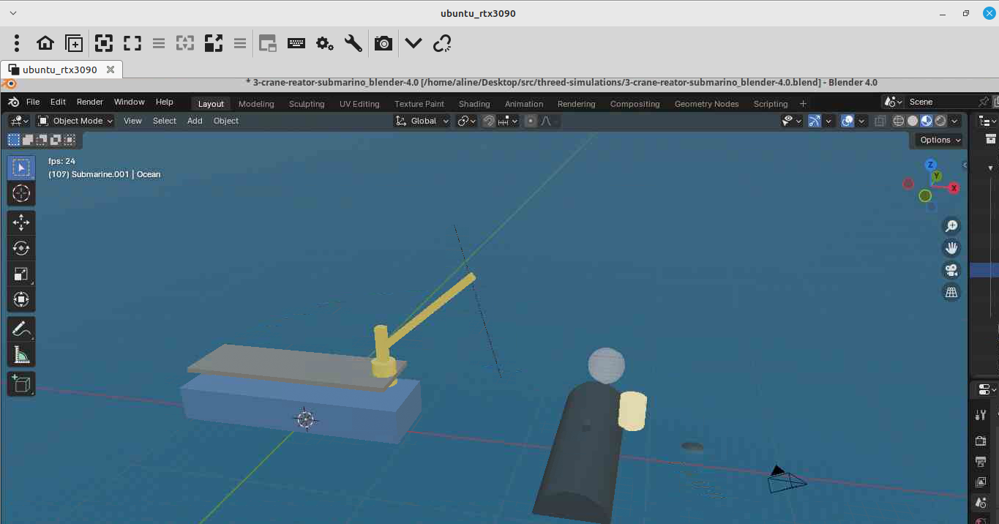 ubuntu_rtx3090
ubuntu_rtx3090
* 3-crane-reator-submarino_blender-4.0 [/home/aline/Desktop/src/threed-simulations/3-crane-reator-submarino_blender-4.0.blend] - Blender 4.0
File Edit Render Window Help Layout Modeling Sculpting UV Editing Texture Paint Shading Animation Rendering Compositing Geometry Nodes Scripting + Scene
Object Mode View Select Add Object Global
Options
fps: 24
(107) Submarine.001 | Ocean
Z
Y
X